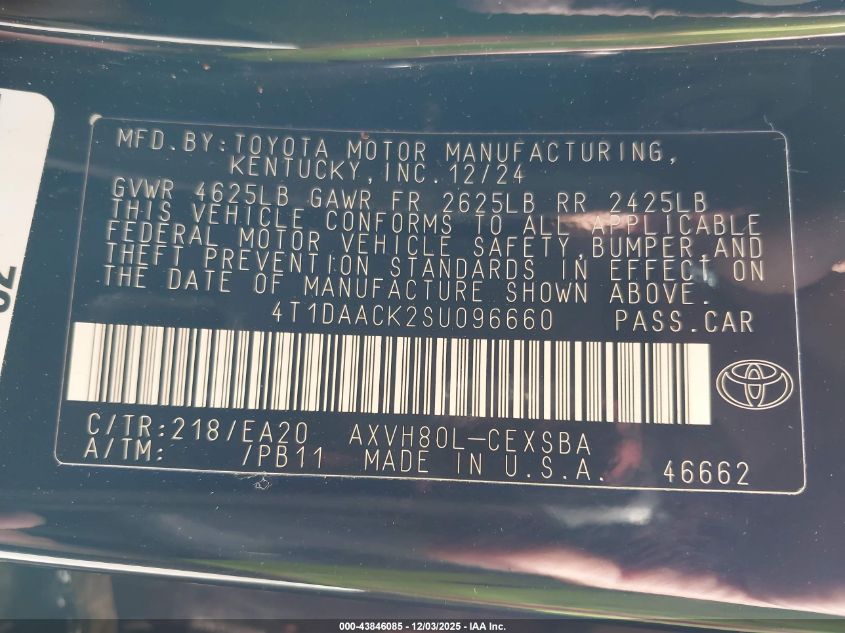 MFD.BY:TOYOTA MOTOR MANUFACTURING,
KENTUCKY,INC.12/24
GVWR 4625LB GAWR FR 2625LB RR 2425LB
THIS VEHICLE CONFORMS TO ALL APPLICABLE
FEDERAL MOTOR VEHICLE SAFETY,BUMPER,AND
THEFT PREVENTION STANDARDS IN EFFECT ON
THE DATE OF MANUFACTURE SHOWN ABOVE.
4T1DAACK2SU096660 PASS.CAR
C/TR:218/EA20 AXVH80L-CEXSBA
A/TM: /PB11 MADE IN U.S.A. 46662
000-43846085 - 12/03/2025 - IAA Inc.